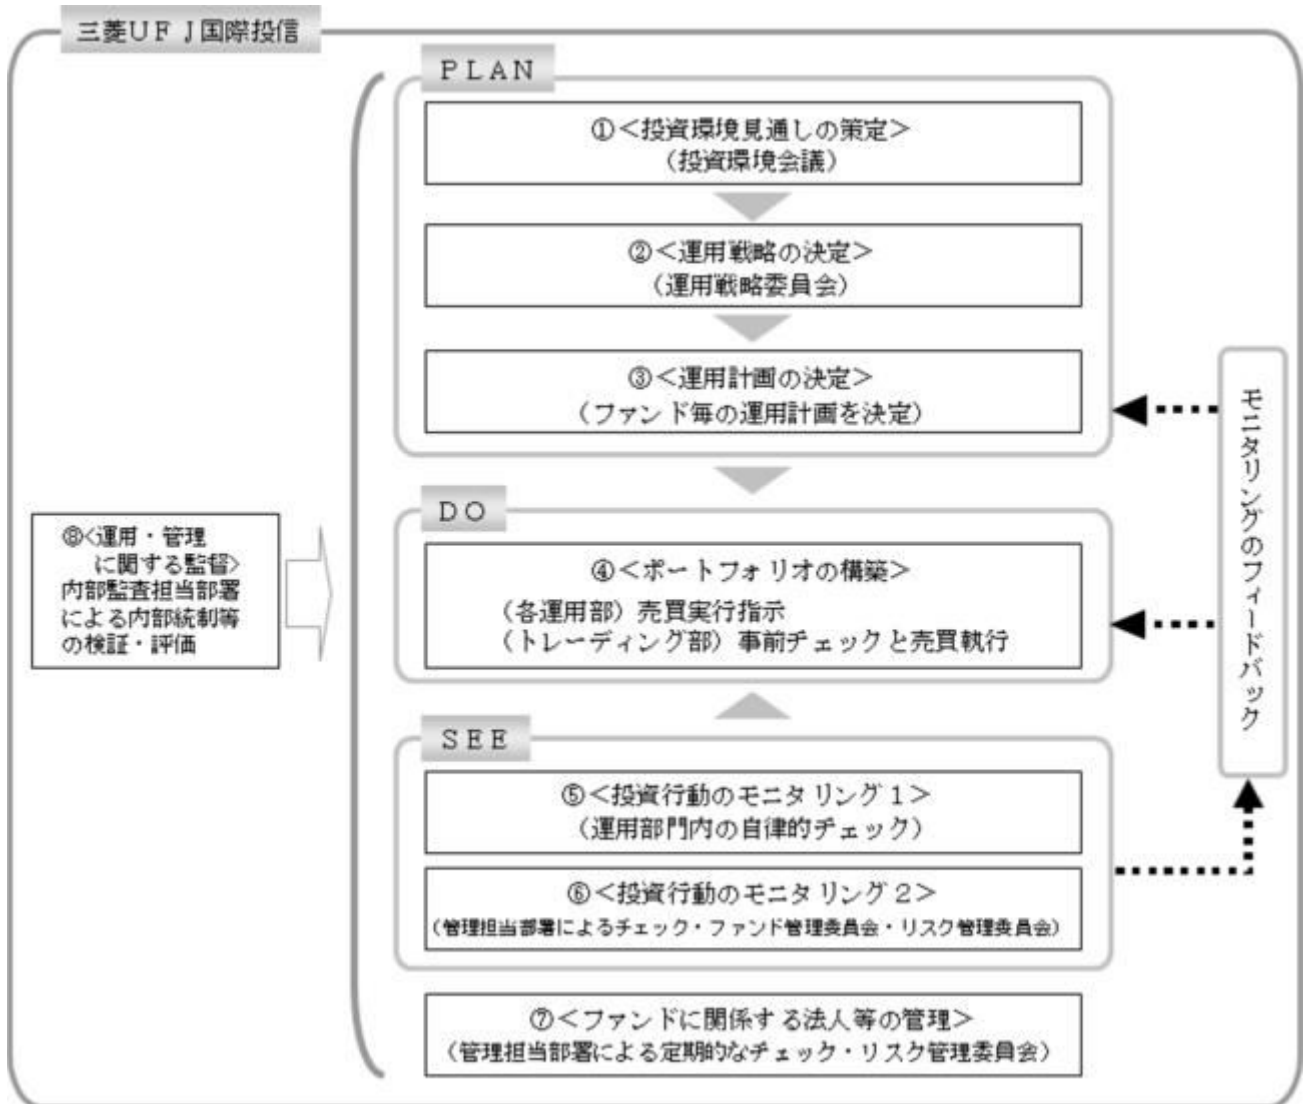 三菱UFJ国際投信
PLAN
①<投資環境見通しの策定>
(投資環境会議)
②<運用戦略の決定>
(運用戦略委員会)
③<運用計画の決定>
(ファンド毎の運用計画を決定)
DO
④<ポートフォリオの構築>
(各運用部)売買実行指示
(トレーディング部)事前チェックと売買執行
SEE
⑤<投資行動のモニタリング1>
(運用部門内の自律的チェック)
⑥<投資行動のモニタリング2>
(管理担当部署によるチェック・ファンド管理委員会・リスク管理委員会)
⑦<ファンドに関係する法人等の管理>
(管理担当部署による定期的なチェック・リスク管理委員会)
⑧<運用・管理
に関する監督>
内部監査担当部署
による内部統制等
の検証・評価
モニタリングのフィードバック